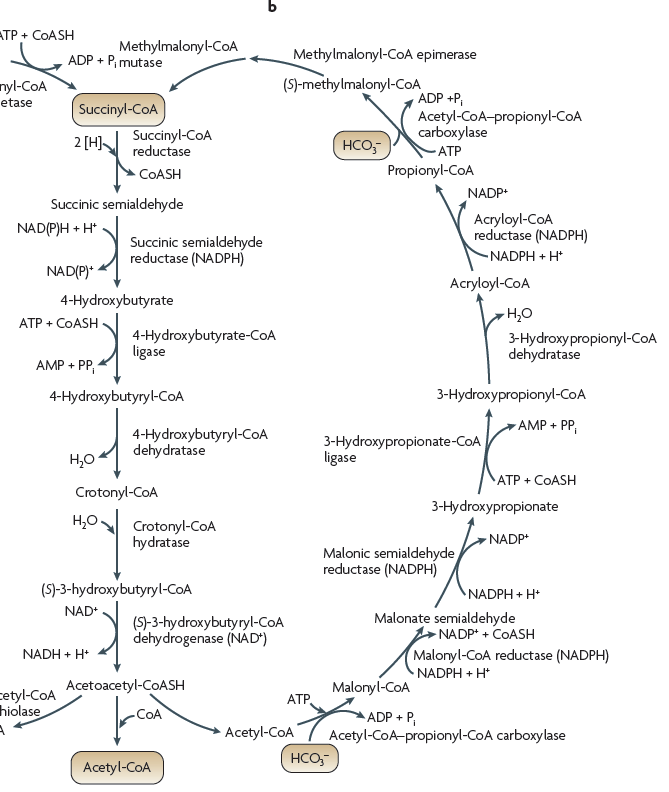 b
ATP + CoASH
ADP + Pi
nyl-CoA
etase
Methylmalonyl-CoA
mutase
Methylmalonyl-CoA epimerase
(S)-methylmalonyl-CoA
Succinyl-CoA
2 [H]
Succinyl-CoA
reductase
CoASH
Succinic semialdehyde
NAD(P)H + H⁺
Succinic semialdehyde
reductase (NADPH)
NAD(P)⁺
4-Hydroxybutyrate
ATP + CoASH
4-Hydroxybutyrate-CoA
ligase
AMP + PPi
4-Hydroxybutyryl-CoA
4-Hydroxybutyryl-CoA
dehydratase
H₂O
Crotonyl-CoA
H₂O
Crotonyl-CoA
hydratase
(S)-3-hydroxybutyryl-CoA
NAD⁺
(S)-3-hydroxybutyryl-CoA
dehydrogenase (NAD⁺)
NADH + H⁺
Acetoacetyl-CoASH
cetyl-CoA
hiolase
A
CoA
Acetyl-CoA
Acetyl-CoA
ATP
HCO₃⁻
ADP + Pi
Acetyl-CoA–propionyl-CoA carboxylase
Malonyl-CoA
NADPH + H⁺
Malonyl-CoA reductase (NADPH)
NADP⁺ + CoASH
Malonate semialdehyde
NADPH + H⁺
Malonic semialdehyde
reductase (NADPH)
NADP⁺
3-Hydroxypropionate
ATP + CoASH
3-Hydroxypropionate-CoA
ligase
AMP + PPi
3-Hydroxypropionyl-CoA
3-Hydroxypropionyl-CoA
dehydratase
H₂O
Acryloyl-CoA
NADPH + H⁺
Acryloyl-CoA
reductase (NADPH)
NADP⁺
Propionyl-CoA
ATP
HCO₃⁻
Acetyl-CoA–propionyl-CoA
carboxylase
ADP +Pi